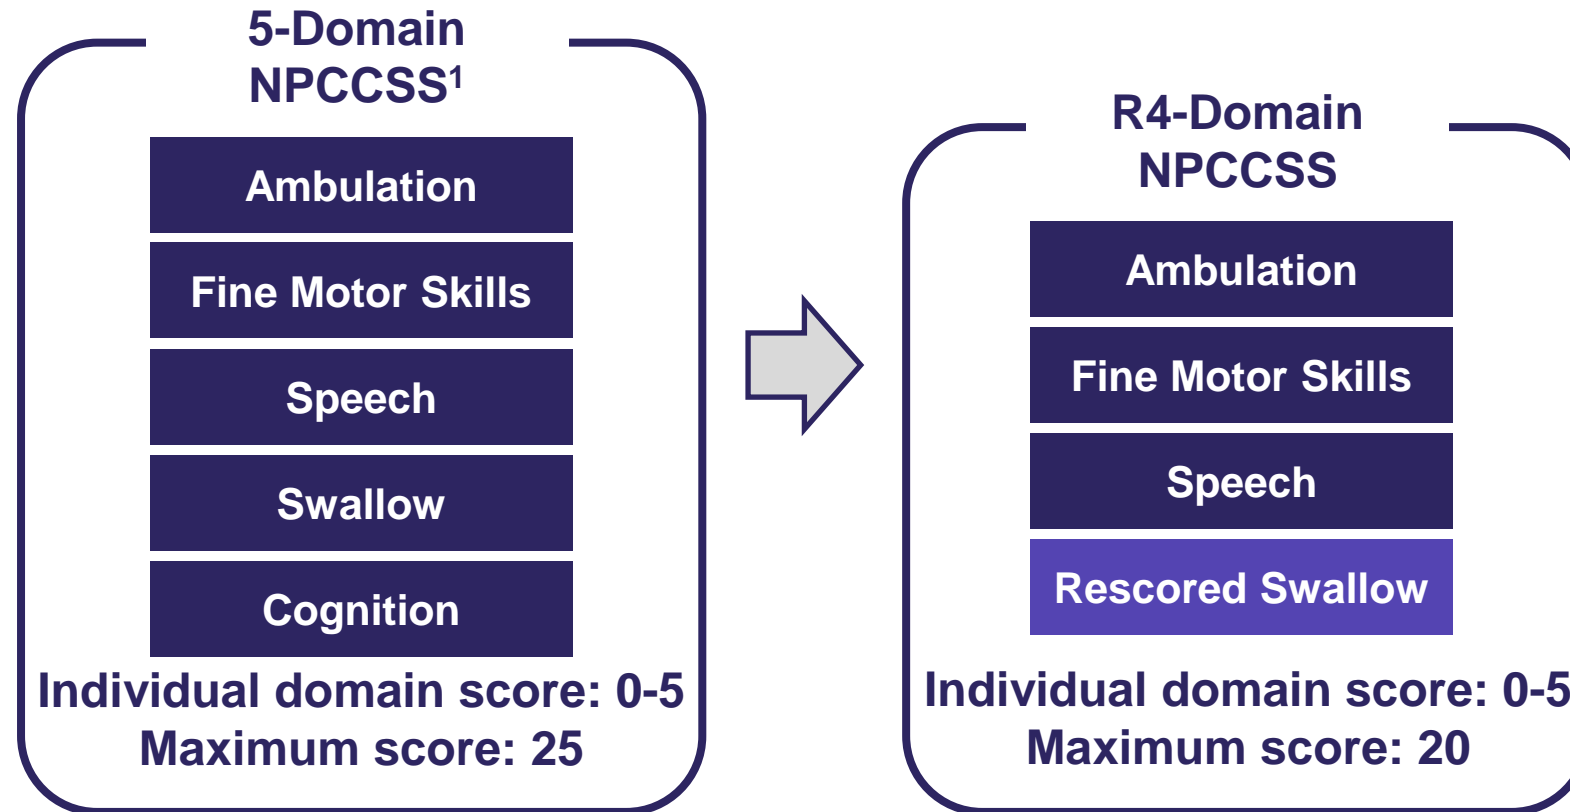 5-Domain
NPCCSS¹
Ambulation
Fine Motor Skills
Speech
Swallow
Cognition
Individual domain score: 0-5
Maximum score: 25
R4-Domain
NPCCSS
Ambulation
Fine Motor Skills
Speech
Rescored Swallow
Individual domain score: 0-5
Maximum score: 20